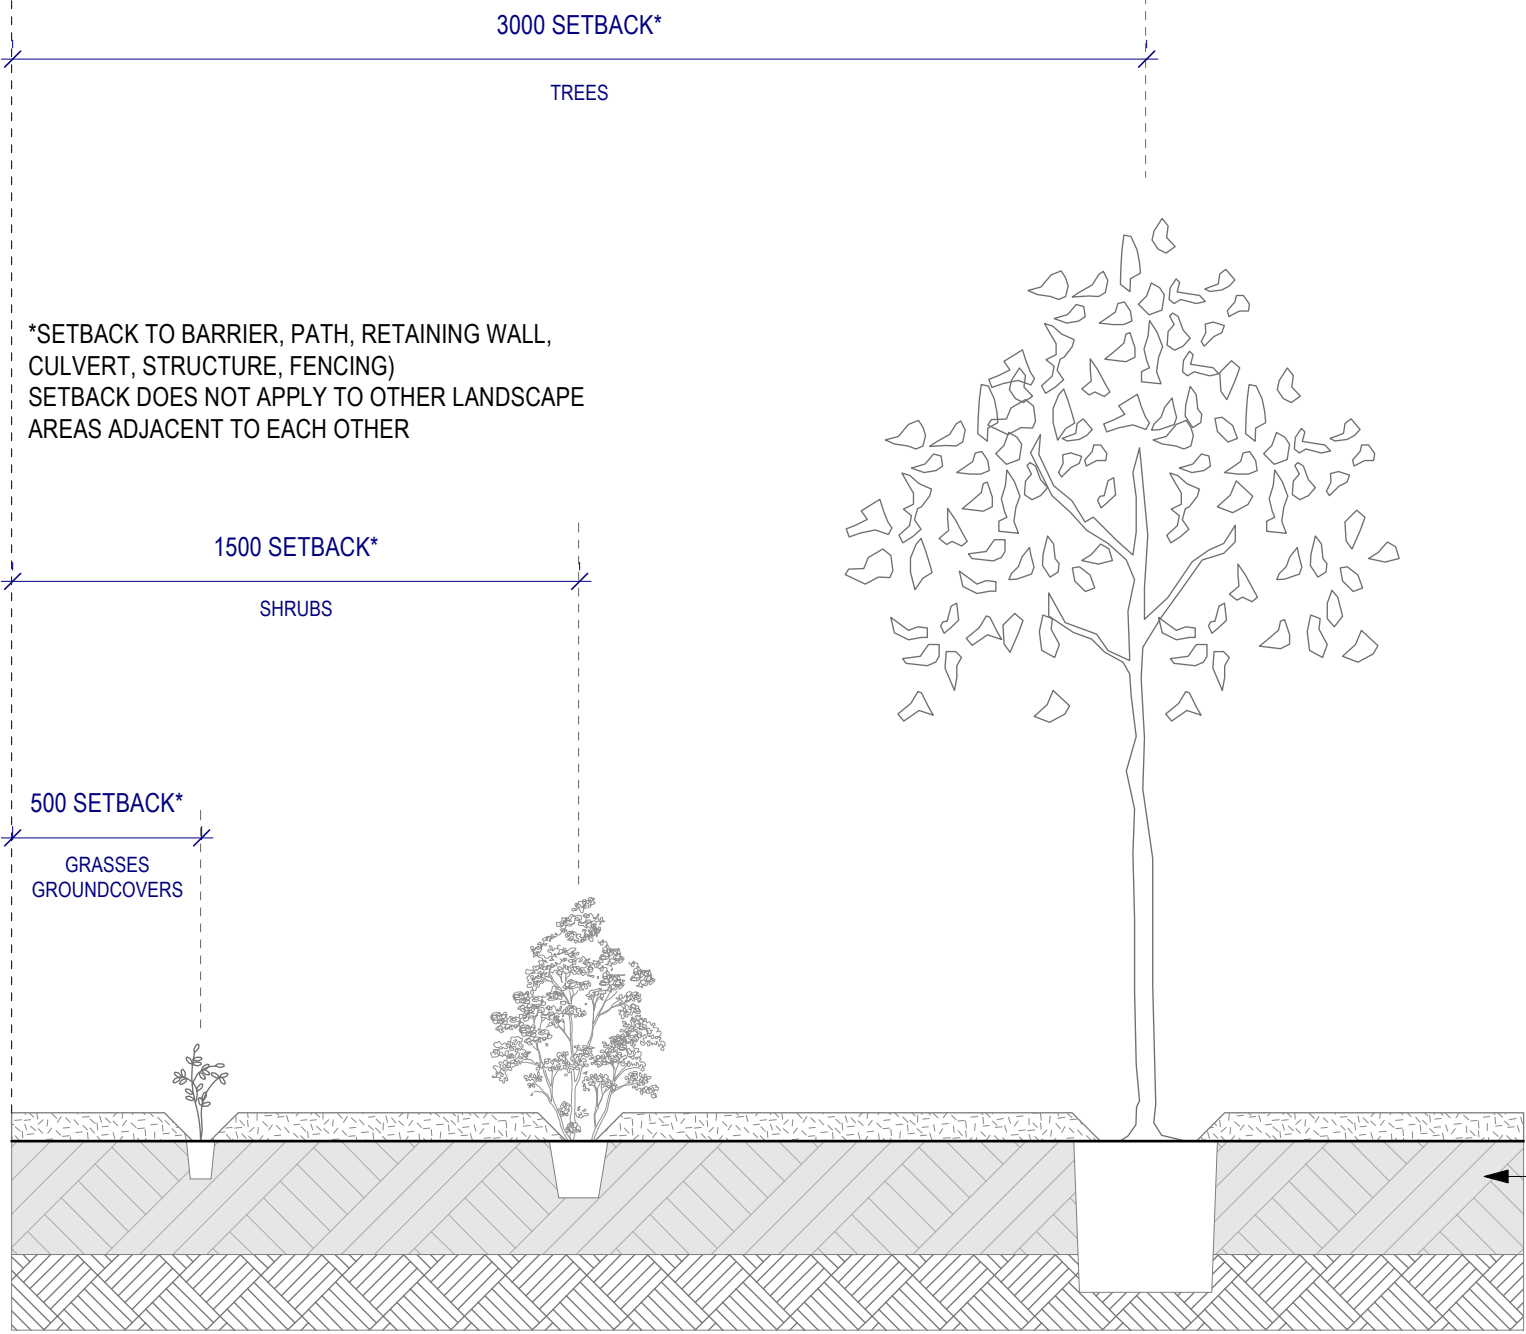 3000 SETBACK*
TREES
*SETBACK TO BARRIER, PATH, RETAINING WALL,
CULVERT, STRUCTURE, FENCING)
SETBACK DOES NOT APPLY TO OTHER LANDSCAPE
AREAS ADJACENT TO EACH OTHER
1500 SETBACK*
SHRUBS
500 SETBACK*
GRASSES
GROUNDCOVERS